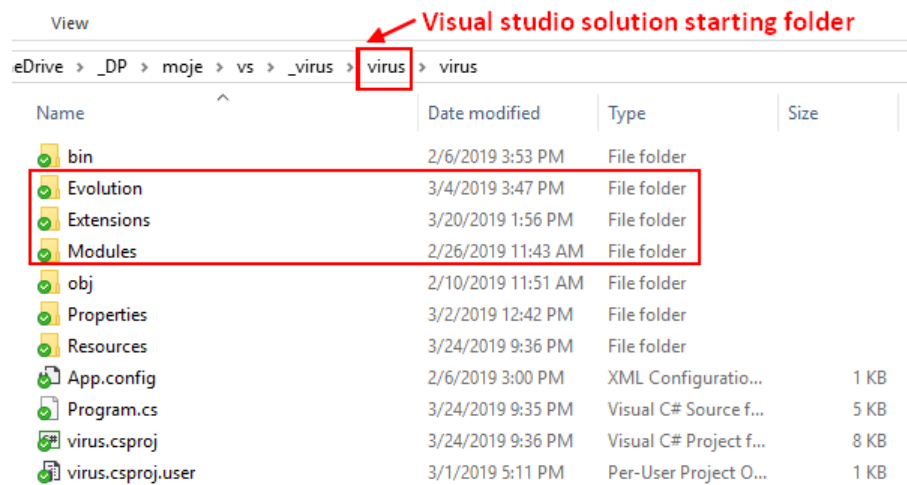 View
Visual studio solution starting folder
eDrive > _DP > moje > vs > _virus > virus > virus
Name Date modified Type Size
bin 2/6/2019 3:53 PM File folder
Evolution 3/4/2019 3:47 PM File folder
Extensions 3/20/2019 1:56 PM File folder
Modules 2/26/2019 11:43 AM File folder
obj 2/10/2019 11:51 AM File folder
Properties 3/2/2019 12:42 PM File folder
Resources 3/24/2019 9:36 PM File folder
App.config 2/6/2019 3:00 PM XML Configuratio... 1 KB
Program.cs 3/24/2019 9:35 PM Visual C# Source f... 5 KB
virus.csproj 3/24/2019 9:36 PM Visual C# Project f... 8 KB
virus.csproj.user 3/1/2019 5:11 PM Per-User Project O... 1 KB